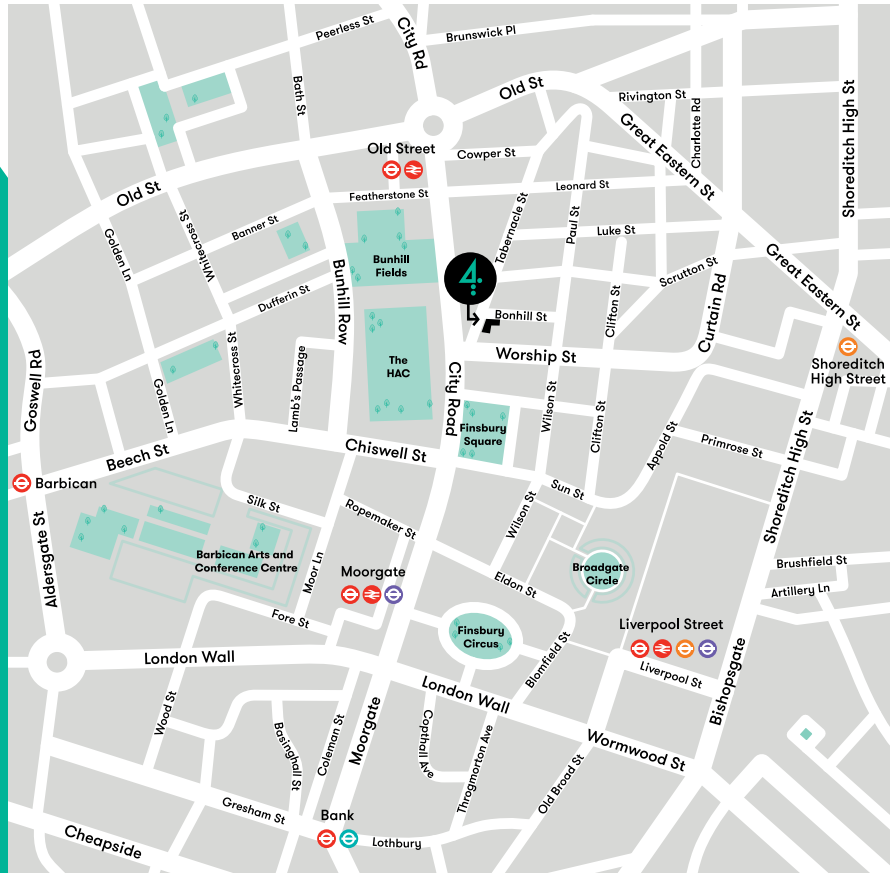 Peerless St
City Rd
Brunswick Pl
Bath St
Old St
Rivington St
Charlotte Rd
Great Eastern St
Shoreditch High St
Old Street
Cowper St
Leonard St
Featherstone St
Old St
Whitecross St
Golden Ln
Banner St
Tabernacle St
Paul St
Luke St
Scrutton St
Great Eastern St
Bunhill
Fields
Bunhill Row
4
Dufferin St
Bonhill St
Clifton St
Curtain Rd
Worship St
Shoreditch
High Street
Goswell Rd
Golden Ln
Whitecross St
Lamb's Passage
The
HAC
City Road
Finsbury
Square
Wilson St
Clifton St
Appold St
Primrose St
Shoreditch High St
Beech St
Chiswell St
Barbican
Silk St
Ropemaker St
Sun St
Wilson St
Aldersgate St
Barbican Arts and
Conference Centre
Moor Ln
Moorgate
Eldon St
Broadgate
Circle
Brushfield St
Artillery Ln
Fore St
Finsbury
Circus
Blomfield St
Liverpool Street
Liverpool St
London Wall
London Wall
Bishopsgate
Wood St
Basinghall St
Coleman St
Moorgate
Copthall Ave
Throgmorton Ave
Old Broad St
Wormwood St
Gresham St
Bank
Lothbury
Cheapside